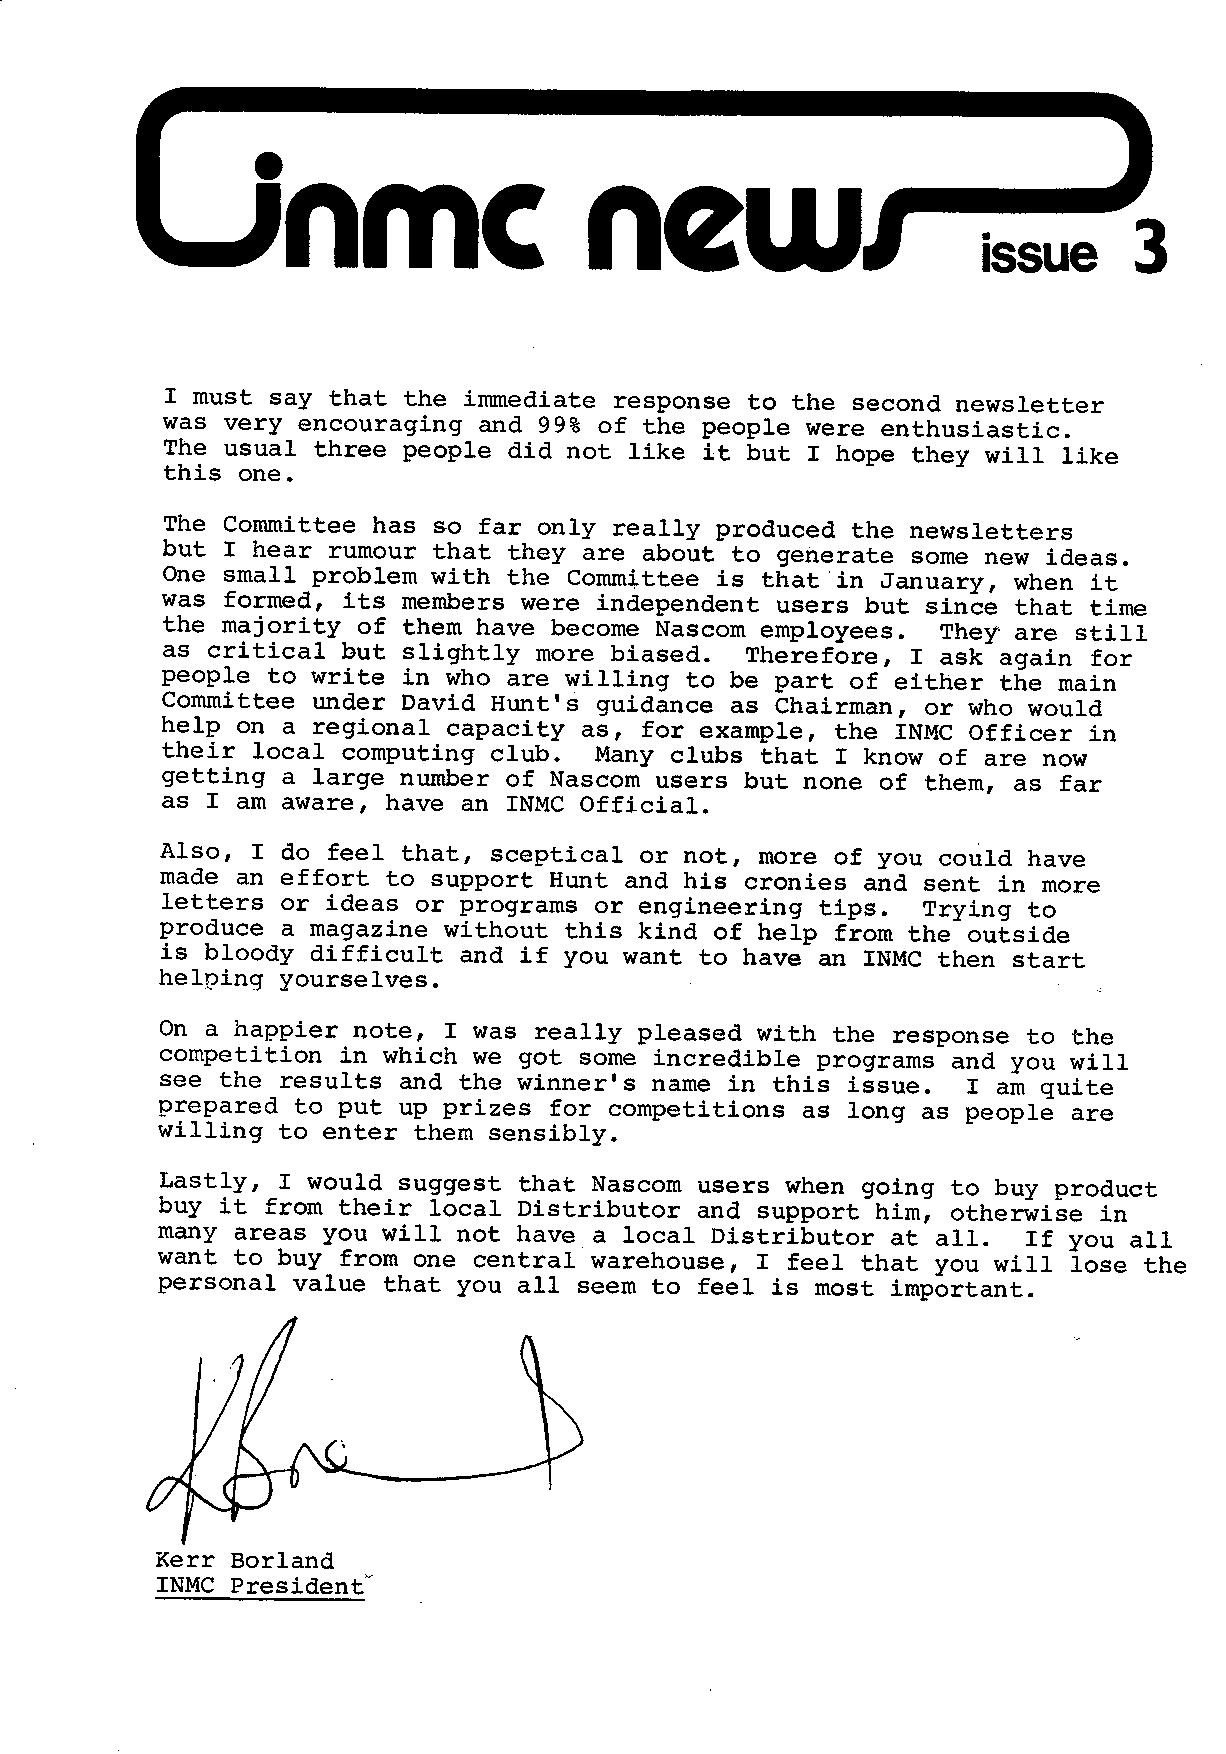 inmc news
issue 3
I must say that the immediate response to the second newsletter
was very encouraging and 99% of the people were enthusiastic.
The usual three people did not like it but I hope they will like
this one.
The Committee has so far only really produced the newsletters
but I hear rumour that they are about to generate some new ideas.
One small problem with the Committee is that in January, when it
was formed, its members were independent users but since that time
the majority of them have become Nascom employees. They are still
as critical but slightly more biased. Therefore, I ask again for
people to write in who are willing to be part of either the main
Committee under David Hunt's guidance as Chairman, or who would
help on a regional capacity as, for example, the INMC Officer in
their local computing club. Many clubs that I know of are now
getting a large number of Nascom users but none of them, as far
as I am aware, have an INMC Official.
Also, I do feel that, sceptical or not, more of you could have
made an effort to support Hunt and his cronies and sent in more
letters or ideas or programs or engineering tips. Trying to
produce a magazine without this kind of help from the outside
is bloody difficult and if you want to have an INMC then start
helping yourselves.
On a happier note, I was really pleased with the response to the
competition in which we got some incredible programs and you will
see the results and the winner's name in this issue. I am quite
prepared to put up prizes for competitions as long as people are
willing to enter them sensibly.
Lastly, I would suggest that Nascom users when going to buy product
buy it from their local Distributor and support him, otherwise in
many areas you will not have a local Distributor at all. If you all
want to buy from one central warehouse, I feel that you will lose the
personal value that you all seem to feel is most important.
Kerr Borland
INMC President